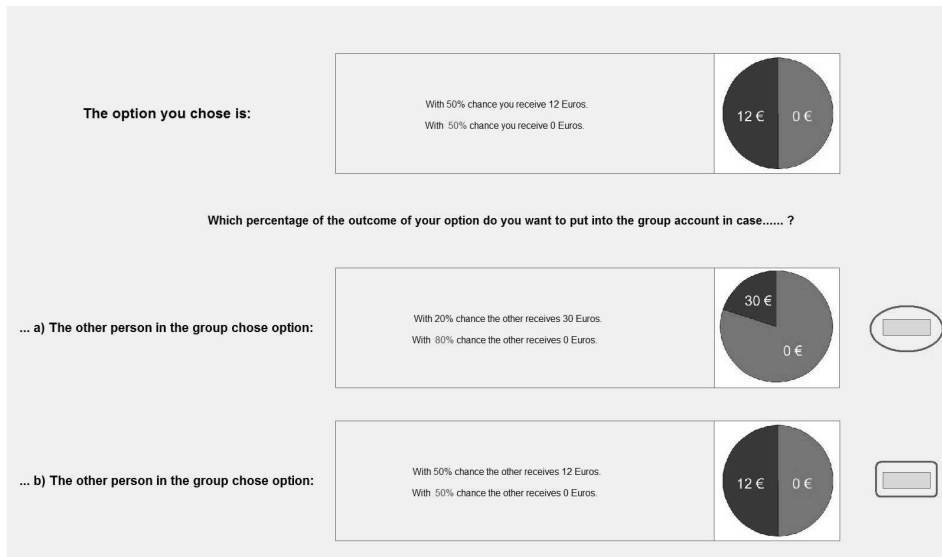 The option you chose is:
With 50% chance you receive 12 Euros.
With 50% chance you receive 0 Euros.
12 € 0 €
Which percentage of the outcome of your option do you want to put into the group account in case...... ?
... a) The other person in the group chose option:
With 20% chance the other receives 30 Euros.
With 80% chance the other receives 0 Euros.
30 €
0 €
... b) The other person in the group chose option:
With 50% chance the other receives 12 Euros.
With 50% chance the other receives 0 Euros.
12 € 0 €